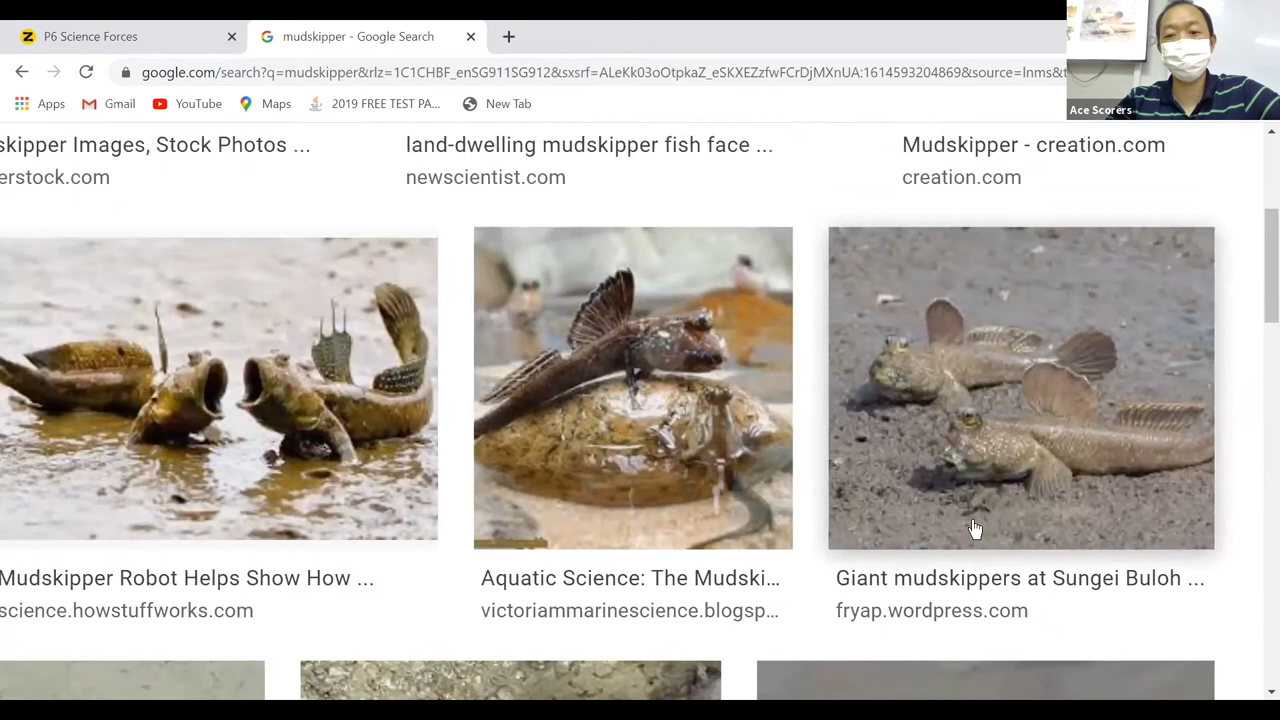 P6 Science Forces
mudskipper - Google Search
google.com/search?q=mudskipper&tlz=1C1CHBF_enSG911SG912&sxsrf=ALeKk03oOtpkaZ_eSKXEZzfwFCrDjMXnUA:1614593204869&source=lnms&t
Apps
Gmail
YouTube
Maps
2019 FREE TEST PA...
New Tab
Ace Scorers
skipper Images, Stock Photos ...
erstock.com
land-dwelling mudskipper fish face ...
newscientist.com
Mudskipper - creation.com
creation.com
Mudskipper Robot Helps Show How ...
science.howstuffworks.com
Aquatic Science: The Mudski...
victoriammarinescience.blogsp...
Giant mudskippers at Sungei Buloh ...
fryap.wordpress.com